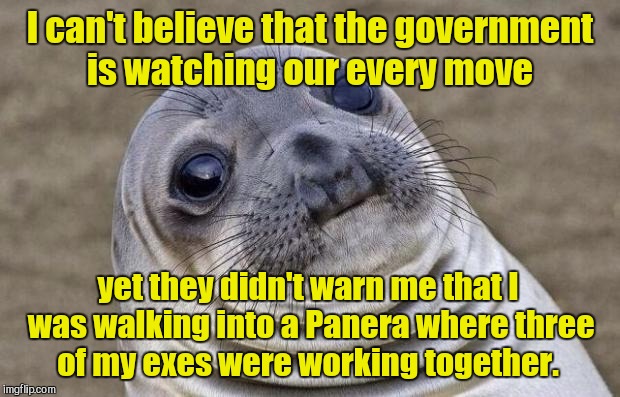 I can't believe that the government
is watching our every move
yet they didn't warn me that I
was walking into a Panera where three
of my exes were working together.
imgflip.com